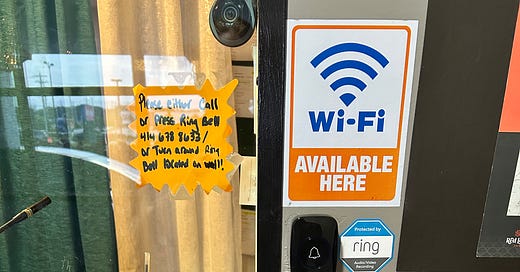 Please either Call
or press Ring Bell
414 678 8633/
or Turn around Ring
Bell located on wall!
Wi-Fi
AVAILABLE
HERE
Protected by
ring
Audio/Video
Recording